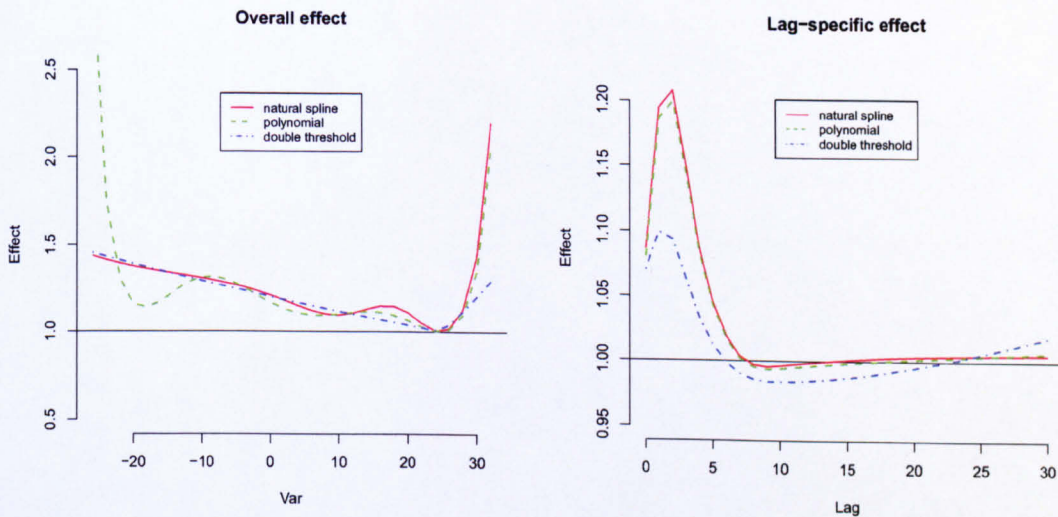 Overall effect
Effect
2.5
2.0
1.5
1.0
0.5
natural spline
polynomial
double threshold
−20
−10
0
10
20
30
Var
Lag−specific effect
Effect
1.20
1.15
1.10
1.05
1.00
0.95
natural spline
polynomial
double threshold
0
5
10
15
20
25
30
Lag